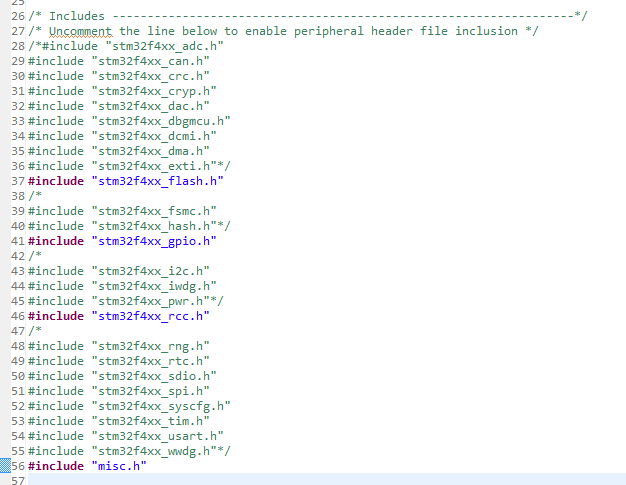 25
26 /* Includes ------------------------------------------------------------------*/
27 /* Uncomment the line below to enable peripheral header file inclusion */
28 /*#include "stm32f4xx_adc.h"
29 #include "stm32f4xx_can.h"
30 #include "stm32f4xx_crc.h"
31 #include "stm32f4xx_cryp.h"
32 #include "stm32f4xx_dac.h"
33 #include "stm32f4xx_dbgmcu.h"
34 #include "stm32f4xx_dcmi.h"
35 #include "stm32f4xx_dma.h"
36 #include "stm32f4xx_exti.h"*/
37 #include "stm32f4xx_flash.h"
38 /*
39 #include "stm32f4xx_fsmc.h"
40 #include "stm32f4xx_hash.h"*/
41 #include "stm32f4xx_gpio.h"
42 /*
43 #include "stm32f4xx_i2c.h"
44 #include "stm32f4xx_iwdg.h"
45 #include "stm32f4xx_pwr.h"*/
46 #include "stm32f4xx_rcc.h"
47 /*
48 #include "stm32f4xx_rng.h"
49 #include "stm32f4xx_rtc.h"
50 #include "stm32f4xx_sdio.h"
51 #include "stm32f4xx_spi.h"
52 #include "stm32f4xx_syscfg.h"
53 #include "stm32f4xx_tim.h"
54 #include "stm32f4xx_usart.h"
55 #include "stm32f4xx_wwdg.h"*/
56 #include "misc.h"
57